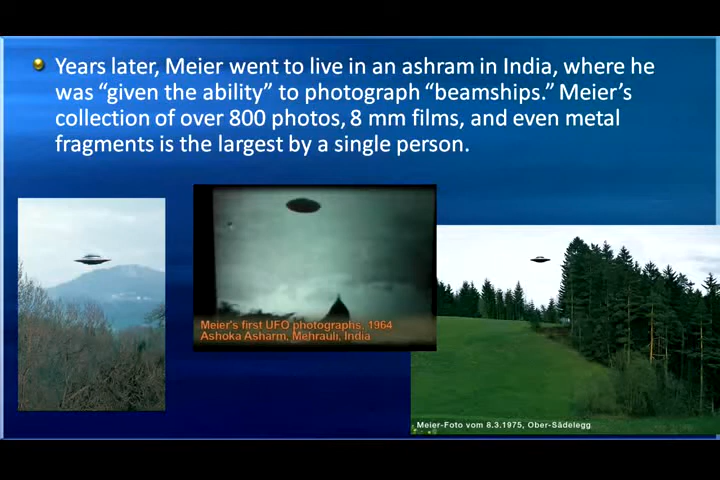 Years later, Meier went to live in an ashram in India, where he
was “given the ability” to photograph “beamships.” Meier’s
collection of over 800 photos, 8 mm films, and even metal
fragments is the largest by a single person.
Meier's first UFO photographs, 1964
Ashoka Asharm, Mehrauli, India
Meier-Foto vom 8.3.1975, Ober-Sädelegg